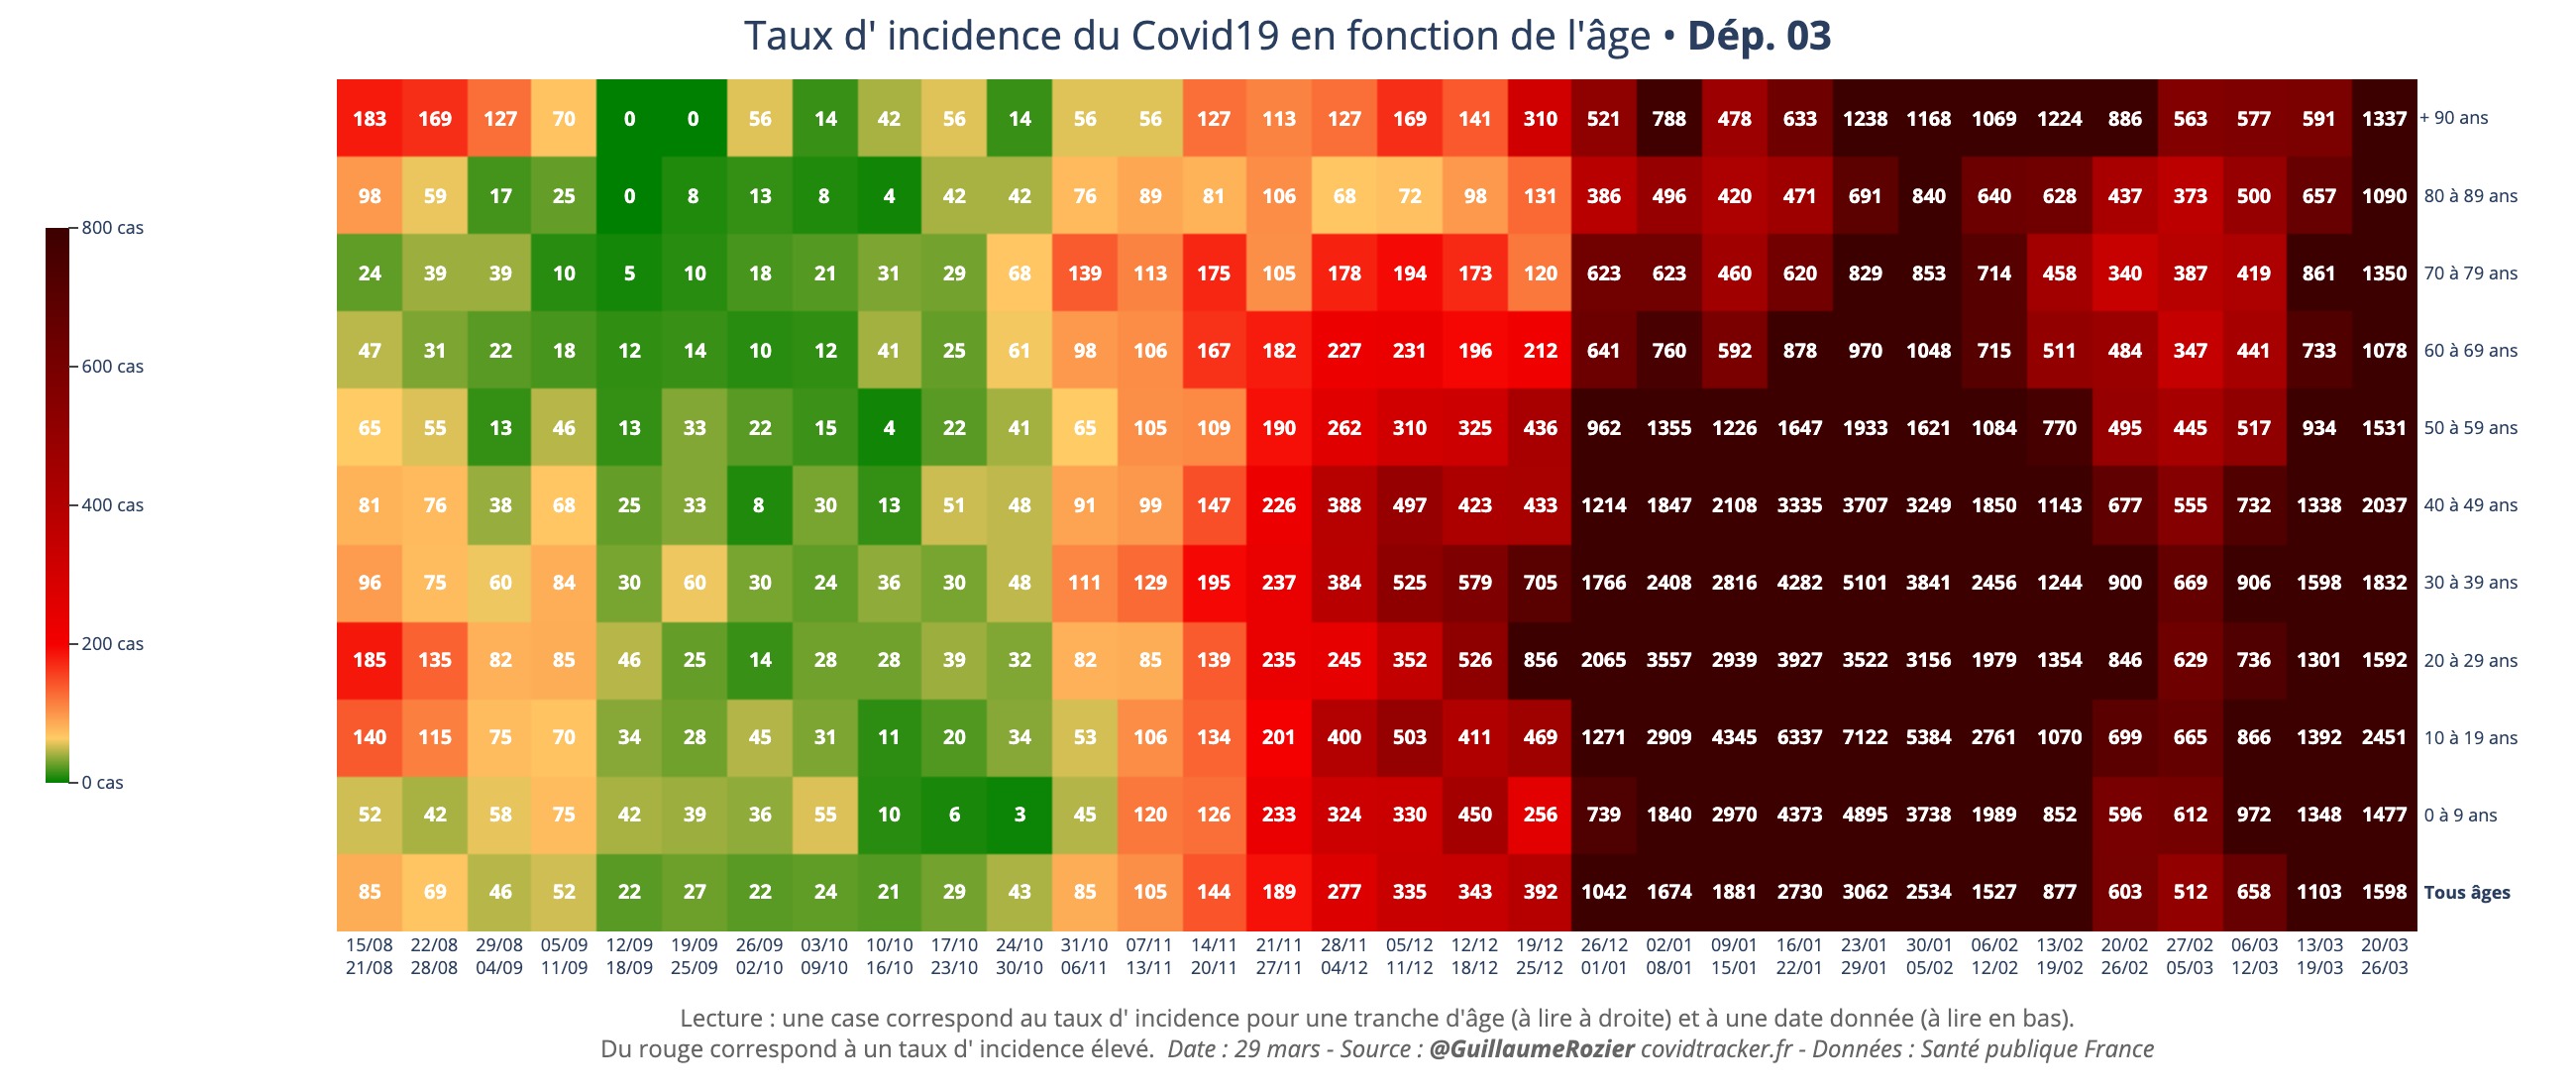 Taux d' incidence du Covid19 en fonction de l'âge • Dép. 03
183 169 127 70 0 0 56 14 42 56 14 56 56 127 113 127 169 141 310 521 788 478 633 1238 1168 1069 1224 886 563 577 591 1337 + 90 ans
98 59 17 25 0 8 13 8 4 42 42 76 89 81 106 68 72 98 131 386 496 420 471 691 840 640 628 437 373 500 657 1090 80 à 89 ans
800 cas
24 39 39 10 5 10 18 21 31 29 68 139 113 175 105 178 194 173 120 623 623 460 620 829 853 714 458 340 387 419 861 1350 70 à 79 ans
47 31 22 18 12 14 10 12 41 25 61 98 106 167 182 227 231 196 212 641 760 592 878 970 1048 715 511 484 347 441 733 1078 60 à 69 ans
600 cas
65 55 13 46 13 33 22 15 4 22 41 65 105 109 190 262 310 325 436 962 1355 1226 1647 1933 1621 1084 770 495 445 517 934 1531 50 à 59 ans
400 cas
81 76 38 68 25 33 8 30 13 51 48 91 99 147 226 388 497 423 433 1214 1847 2108 3335 3707 3249 1850 1143 677 555 732 1338 2037 40 à 49 ans
96 75 60 84 30 60 30 24 36 30 48 111 129 195 237 384 525 579 705 1766 2408 2816 4282 5101 3841 2456 1244 900 669 906 1598 1832 30 à 39 ans
200 cas
185 135 82 85 46 25 14 28 28 39 32 82 85 139 235 245 352 526 856 2065 3557 2939 3927 3522 3156 1979 1354 846 629 736 1301 1592 20 à 29 ans
140 115 75 70 34 28 45 31 11 20 34 53 106 134 201 400 503 411 469 1271 2909 4345 6337 7122 5384 2761 1070 699 665 866 1392 2451 10 à 19 ans
0 cas
52 42 58 75 42 39 36 55 10 6 3 45 120 126 233 324 330 450 256 739 1840 2970 4373 4895 3738 1989 852 596 612 972 1348 1477 0 à 9 ans
85 69 46 52 22 27 22 24 21 29 43 85 105 144 189 277 335 343 392 1042 1674 1881 2730 3062 2534 1527 877 603 512 658 1103 1598 Tous âges
15/08 22/08 29/08 05/09 12/09 19/09 26/09 03/10 10/10 17/10 24/10 31/10 07/11 14/11 21/11 28/11 05/12 12/12 19/12 26/12 02/01 09/01 16/01 23/01 30/01 06/02 13/02 20/02 27/02 06/03 13/03 20/03
21/08 28/08 04/09 11/09 18/09 25/09 02/10 09/10 16/10 23/10 30/10 06/11 13/11 20/11 27/11 04/12 11/12 18/12 25/12 01/01 08/01 15/01 22/01 29/01 05/02 12/02 19/02 26/02 05/03 12/03 19/03 26/03
Lecture : une case correspond au taux d' incidence pour une tranche d'âge (à lire à droite) et à une date donnée (à lire en bas).
Du rouge correspond à un taux d' incidence élevé. Date : 29 mars - Source : @GuillaumeRozier covidtracker.fr - Données : Santé publique France